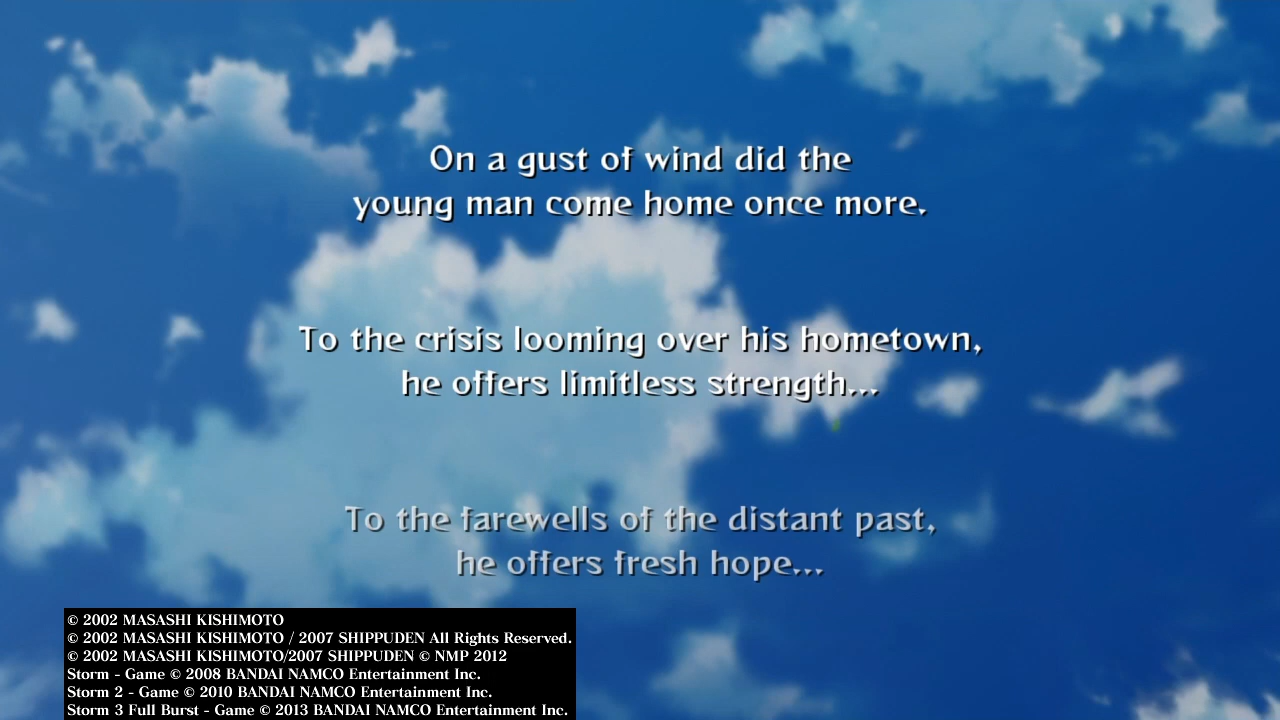 On a gust of wind did the
young man come home once more.
To the crisis looming over his hometown,
he offers limitless strength...
To the farewells of the distant past,
he offers fresh hope...
© 2002 MASASHI KISHIMOTO
© 2002 MASASHI KISHIMOTO / 2007 SHIPPUDEN All Rights Reserved.
© 2002 MASASHI KISHIMOTO/2007 SHIPPUDEN © NMP 2012
Storm - Game © 2008 BANDAI NAMCO Entertainment Inc.
Storm 2 - Game © 2010 BANDAI NAMCO Entertainment Inc.
Storm 3 Full Burst - Game © 2013 BANDAI NAMCO Entertainment Inc.